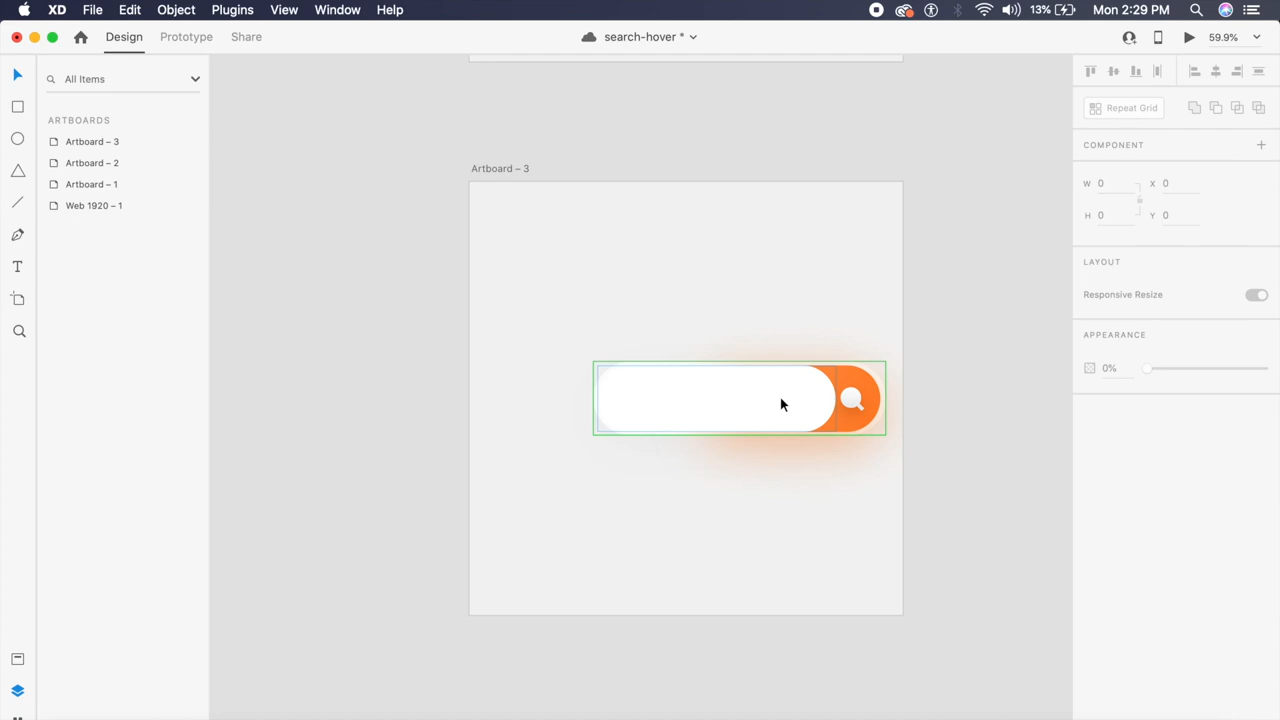 XD File Edit Object Plugins View Window Help 13% Mon 2:29 PM
Design Prototype Share search-hover * 59.9%
All Items
ARTBOARDS
Artboard – 3
Artboard – 2
Artboard – 1
Web 1920 – 1
Artboard – 3
Repeat Grid
COMPONENT
W 0 X 0
H 0 Y 0
LAYOUT
Responsive Resize
APPEARANCE
0%